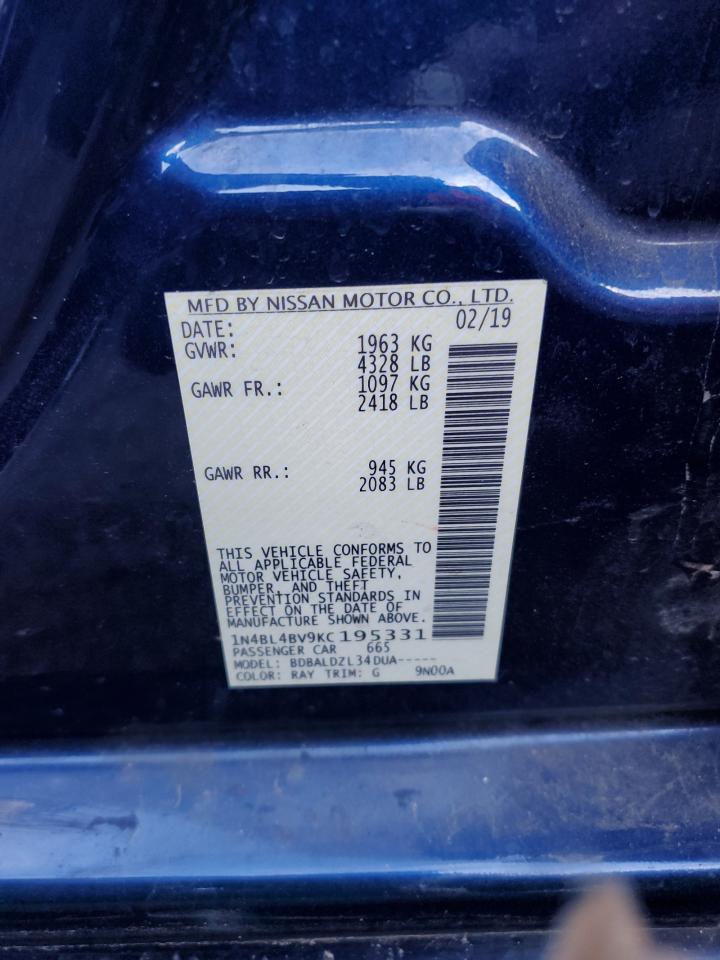 MFD BY NISSAN MOTOR CO., LTD.
DATE: 02/19
GVWR: 1963 KG
4328 LB
GAWR FR.: 1097 KG
2418 LB
GAWR RR.: 945 KG
2083 LB
THIS VEHICLE CONFORMS TO
ALL APPLICABLE FEDERAL
MOTOR VEHICLE SAFETY,
BUMPER, AND THEFT
PREVENTION STANDARDS IN
EFFECT ON THE DATE OF
MANUFACTURE SHOWN ABOVE.
1N4BL4BV9KC195331
PASSENGER CAR 665
MODEL: BDBALDZL34DUA-----
COLOR: RAY TRIM: G 9N00A